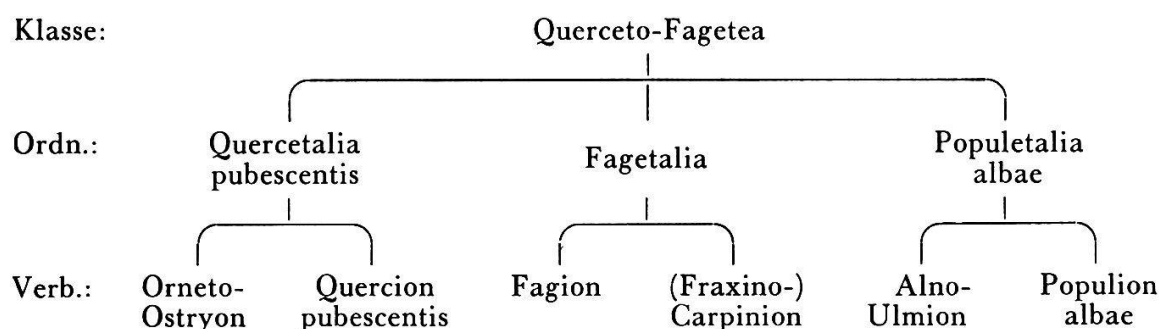 Klasse: Querceto-Fagetea
Ordn.: Quercetalia pubescentis Fagetalia Populetalia albae
Verb.: Orneto-Ostryon Quercion pubescentis Fagion (Fraxino-)Carpinion Alno-Ulmion Populion albae